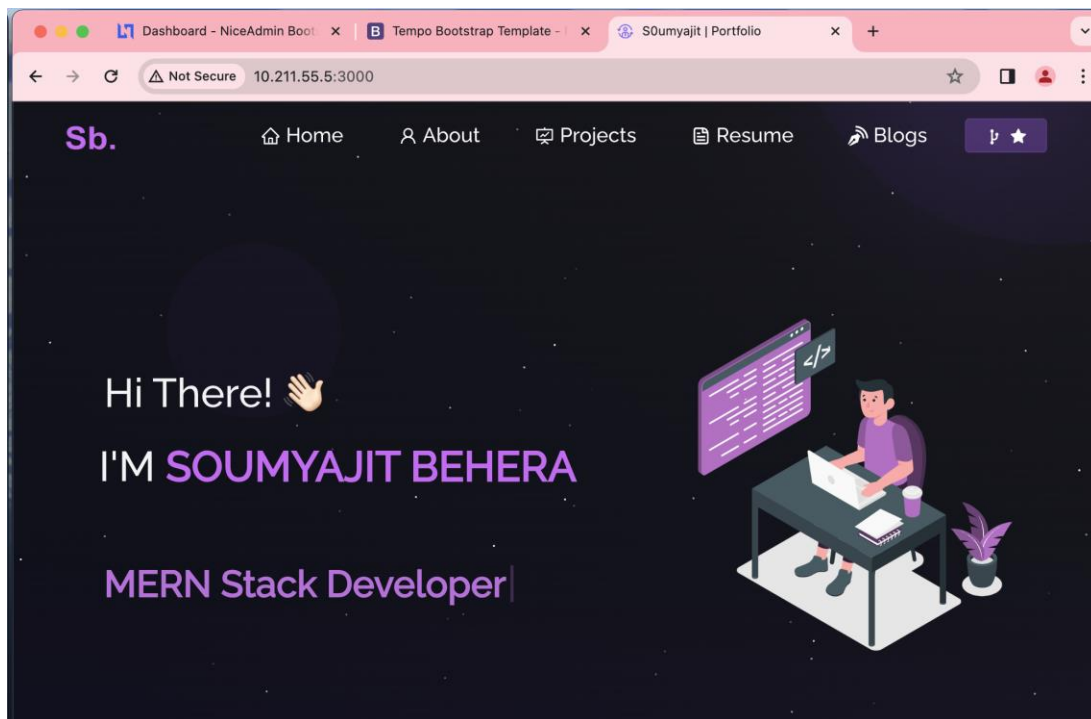 Dashboard - NiceAdmin Boot
Tempo Bootstrap Template -
S0umyajit | Portfolio
Not Secure
10.211.55.5:3000
Sb.
Home
About
Projects
Resume
Blogs
Hi There! 👋🏻
I'M SOUMYAJIT BEHERA
MERN Stack Developer
</>